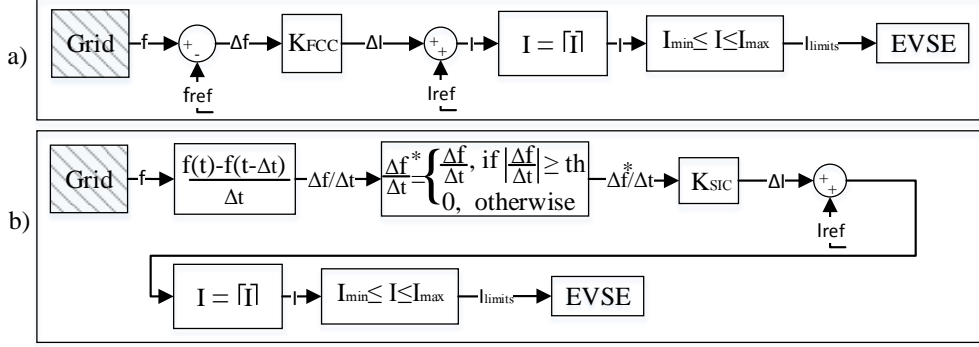 a)
Grid
f
+
-
fref
Δf
KFCC
ΔI
+
+
Iref
I
I = ⌈I⌉
I
Imin≤ I≤Imax
Ilimits
EVSE
b)
Grid
f
f(t)-f(t-Δt)
Δt
Δf/Δt
Δf* = { Δf, if |Δf| ≥ th
Δt Δt Δt
0, otherwise
Δf*/Δt
KSIC
ΔI
+
+
Iref
I = ⌈I⌉
I
Imin≤ I≤Imax
Ilimits
EVSE